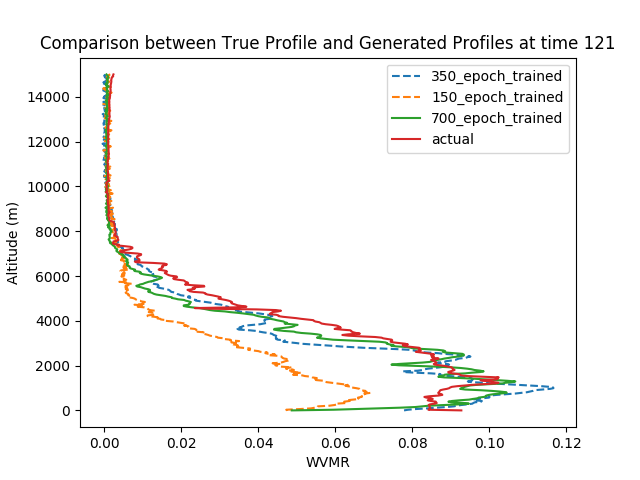 Comparison between True Profile and Generated Profiles at time 121
350_epoch_trained
150_epoch_trained
700_epoch_trained
actual
Altitude (m)
14000
12000
10000
8000
6000
4000
2000
0
0.00 0.02 0.04 0.06 0.08 0.10 0.12
WVMR